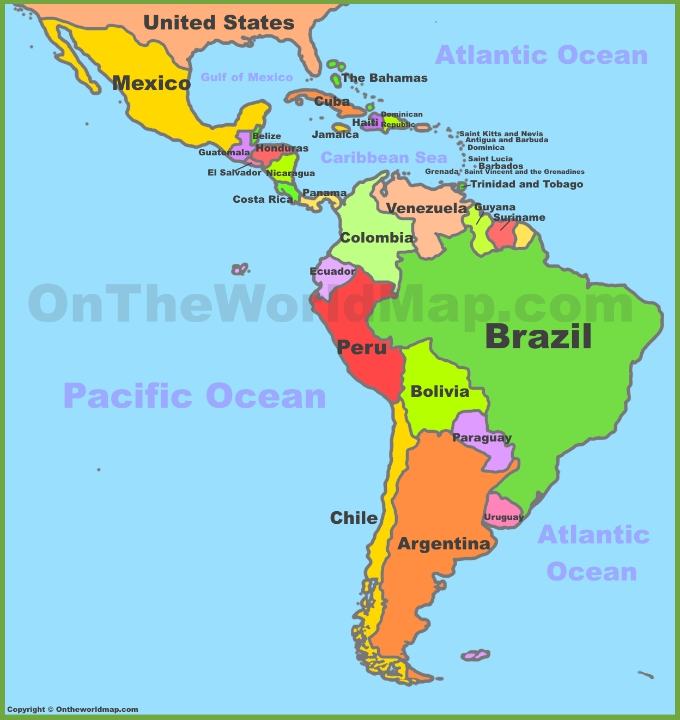 United States
Atlantic Ocean
Mexico
Gulf of Mexico
The Bahamas
Cuba
Dominican
Republic
Haiti
Jamaica
Belize
Guatemala
Honduras
El Salvador
Nicaragua
Caribbean Sea
Saint Kitts and Nevia
Antigua and Barbuda
Dominica
Saint Lucia
Barbados
Grenada
Saint Vincent and the Grenadines
Trinidad and Tobago
Costa Rica
Panama
Venezuela
Guyana
Suriname
Colombia
Ecuador
OnTheWorldMap.com
Brazil
Peru
Pacific Ocean
Bolivia
Paraguay
Chile
Uruguay
Argentina
Atlantic
Ocean
Copyright © Ontheworldmap.com